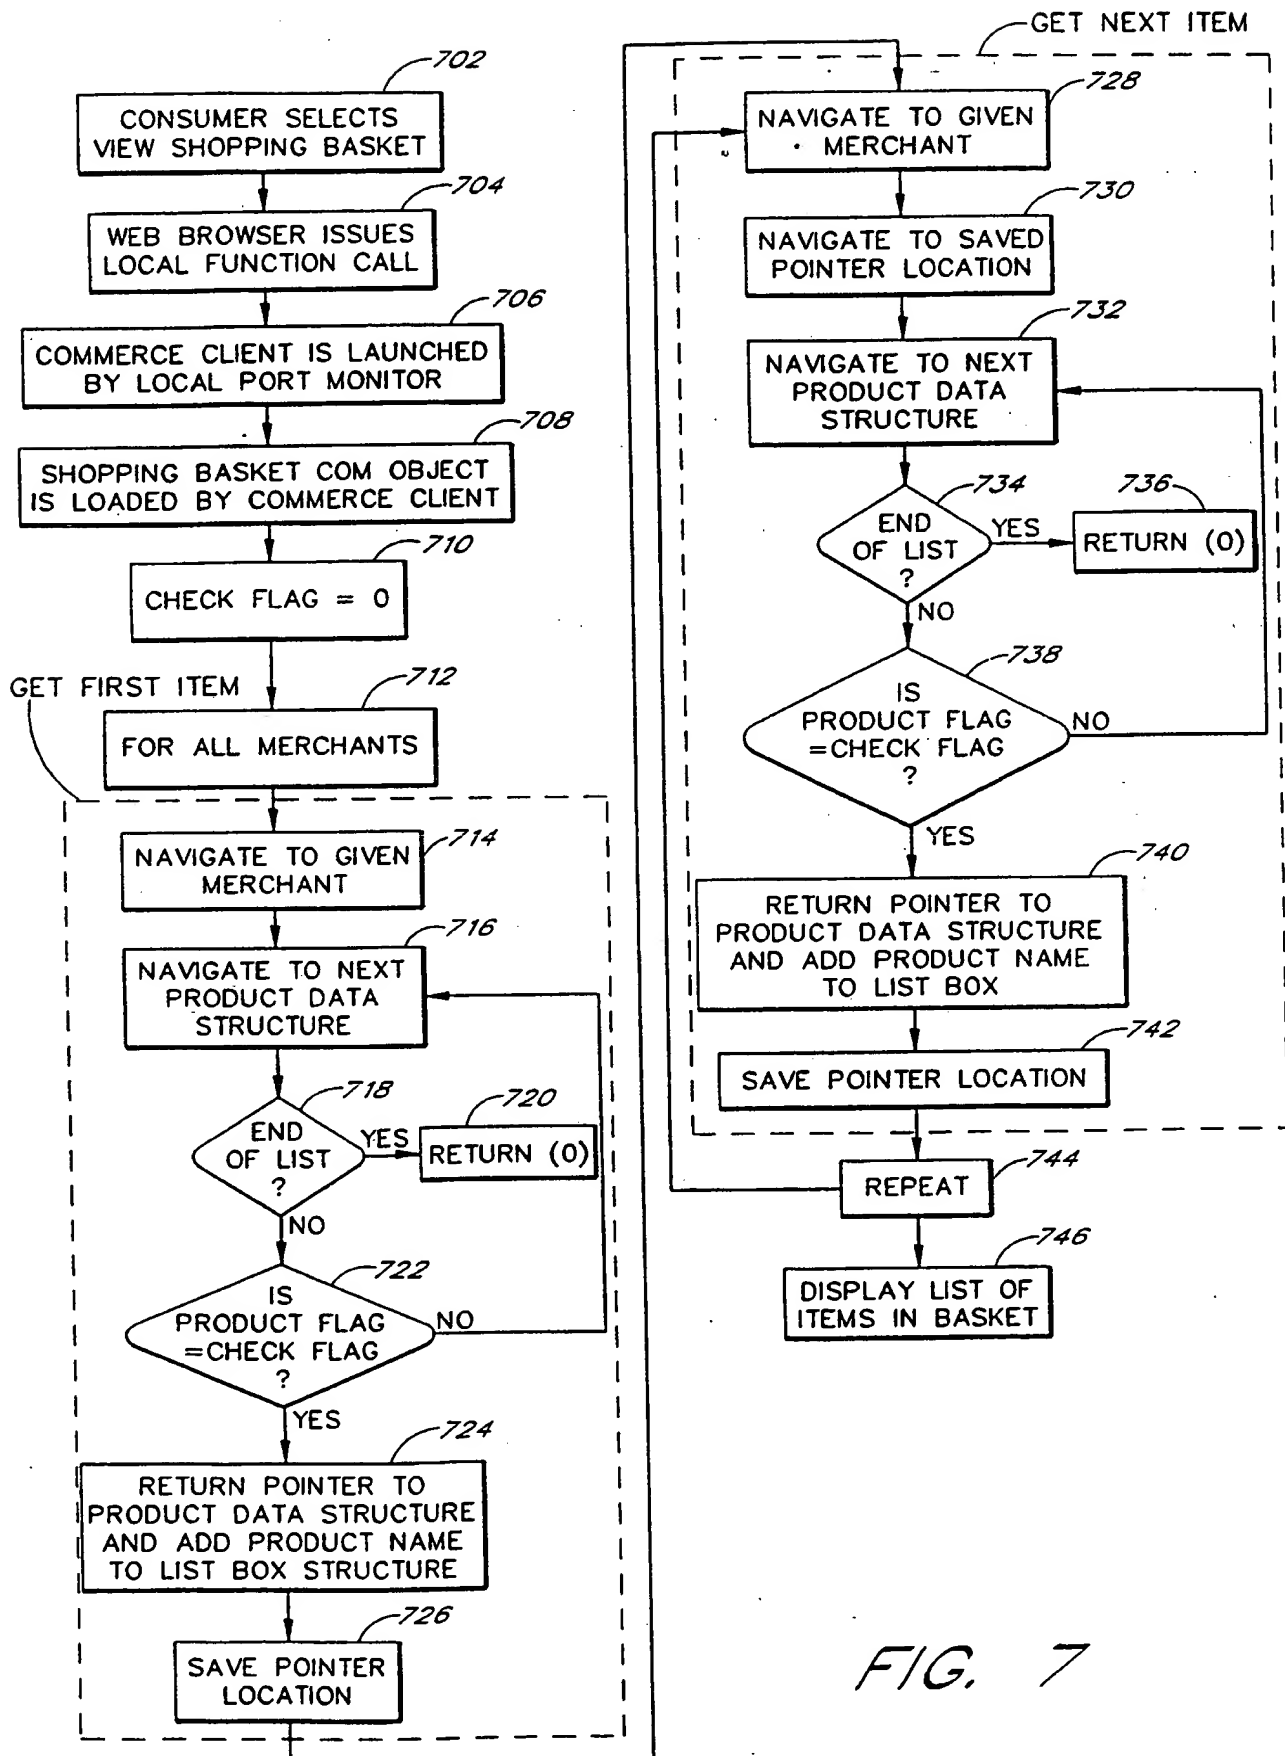 702
CONSUMER SELECTS
VIEW SHOPPING BASKET
704
WEB BROWSER ISSUES
LOCAL FUNCTION CALL
706
COMMERCE CLIENT IS LAUNCHED
BY LOCAL PORT MONITOR
708
SHOPPING BASKET COM OBJECT
IS LOADED BY COMMERCE CLIENT
710
CHECK FLAG = 0
GET FIRST ITEM
712
FOR ALL MERCHANTS
714
NAVIGATE TO GIVEN
MERCHANT
716
NAVIGATE TO NEXT
PRODUCT DATA
STRUCTURE
718
END
OF LIST
?
YES
720
RETURN (0)
NO
722
IS
PRODUCT FLAG
=CHECK FLAG
?
NO
YES
724
RETURN POINTER TO
PRODUCT DATA STRUCTURE
AND ADD PRODUCT NAME
TO LIST BOX STRUCTURE
726
SAVE POINTER
LOCATION
GET NEXT ITEM
728
NAVIGATE TO GIVEN
MERCHANT
730
NAVIGATE TO SAVED
POINTER LOCATION
732
NAVIGATE TO NEXT
PRODUCT DATA
STRUCTURE
734
END
OF LIST
?
YES
736
RETURN (0)
NO
738
IS
PRODUCT FLAG
=CHECK FLAG
?
NO
YES
740
RETURN POINTER TO
PRODUCT DATA STRUCTURE
AND ADD PRODUCT NAME
TO LIST BOX
742
SAVE POINTER LOCATION
744
REPEAT
746
DISPLAY LIST OF
ITEMS IN BASKET
FIG. 7